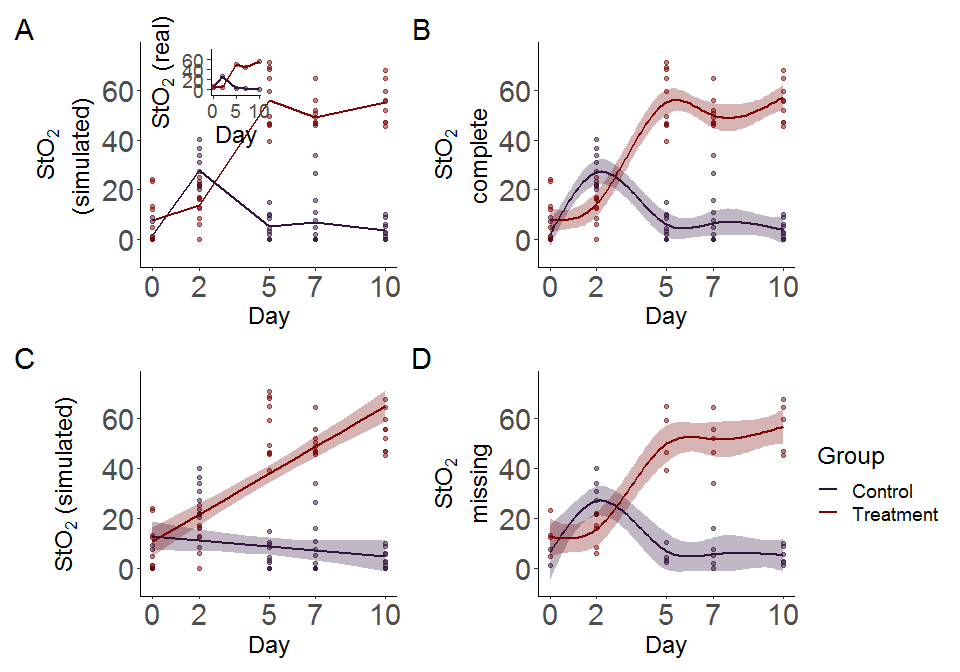 A
StO₂
(simulated)
60
40
20
0
0
2
5
7
10
Day
StO₂ (real)
60
40
20
0
0
5
10
Day
B
StO₂
complete
60
40
20
0
0
2
5
7
10
Day
C
StO₂ (simulated)
60
40
20
0
0
2
5
7
10
Day
D
StO₂
missing
60
40
20
0
0
2
5
7
10
Day
Group
Control
Treatment